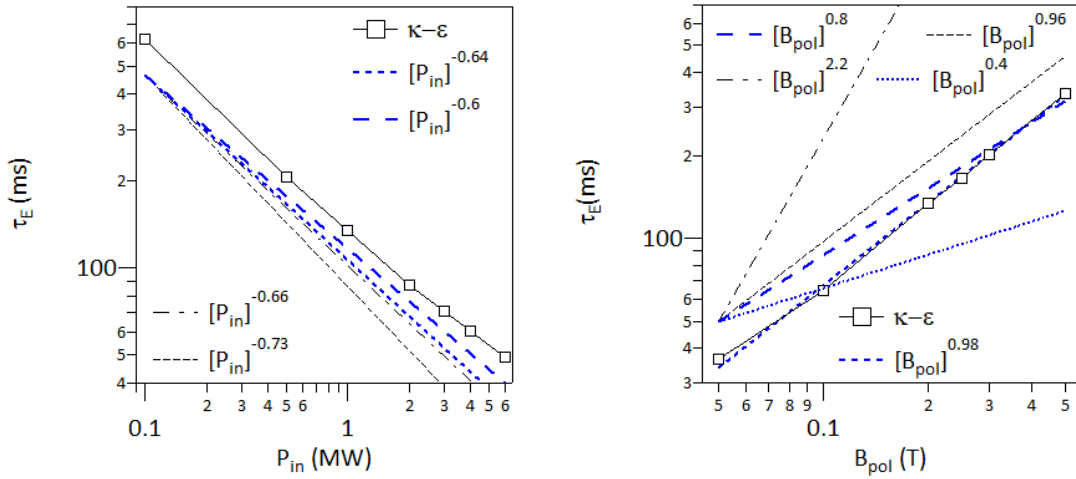 κ−ε
[P_in]^-0.64
[P_in]^-0.6
[P_in]^-0.66
[P_in]^-0.73
6
5
4
3
2
100
6
5
4
2 3 4 5 6 2 3 4 5 6
0.1 1
P_in (MW)
τ_E (ms)
[B_pol]^0.8 [B_pol]^0.96
[B_pol]^2.2 [B_pol]^0.4
κ−ε
[B_pol]^0.98
6
5
4
3
2
100
6
5
4
3
5 6 7 8 9 2 3 4 5
0.1
B_pol (T)
τ_E(ms)